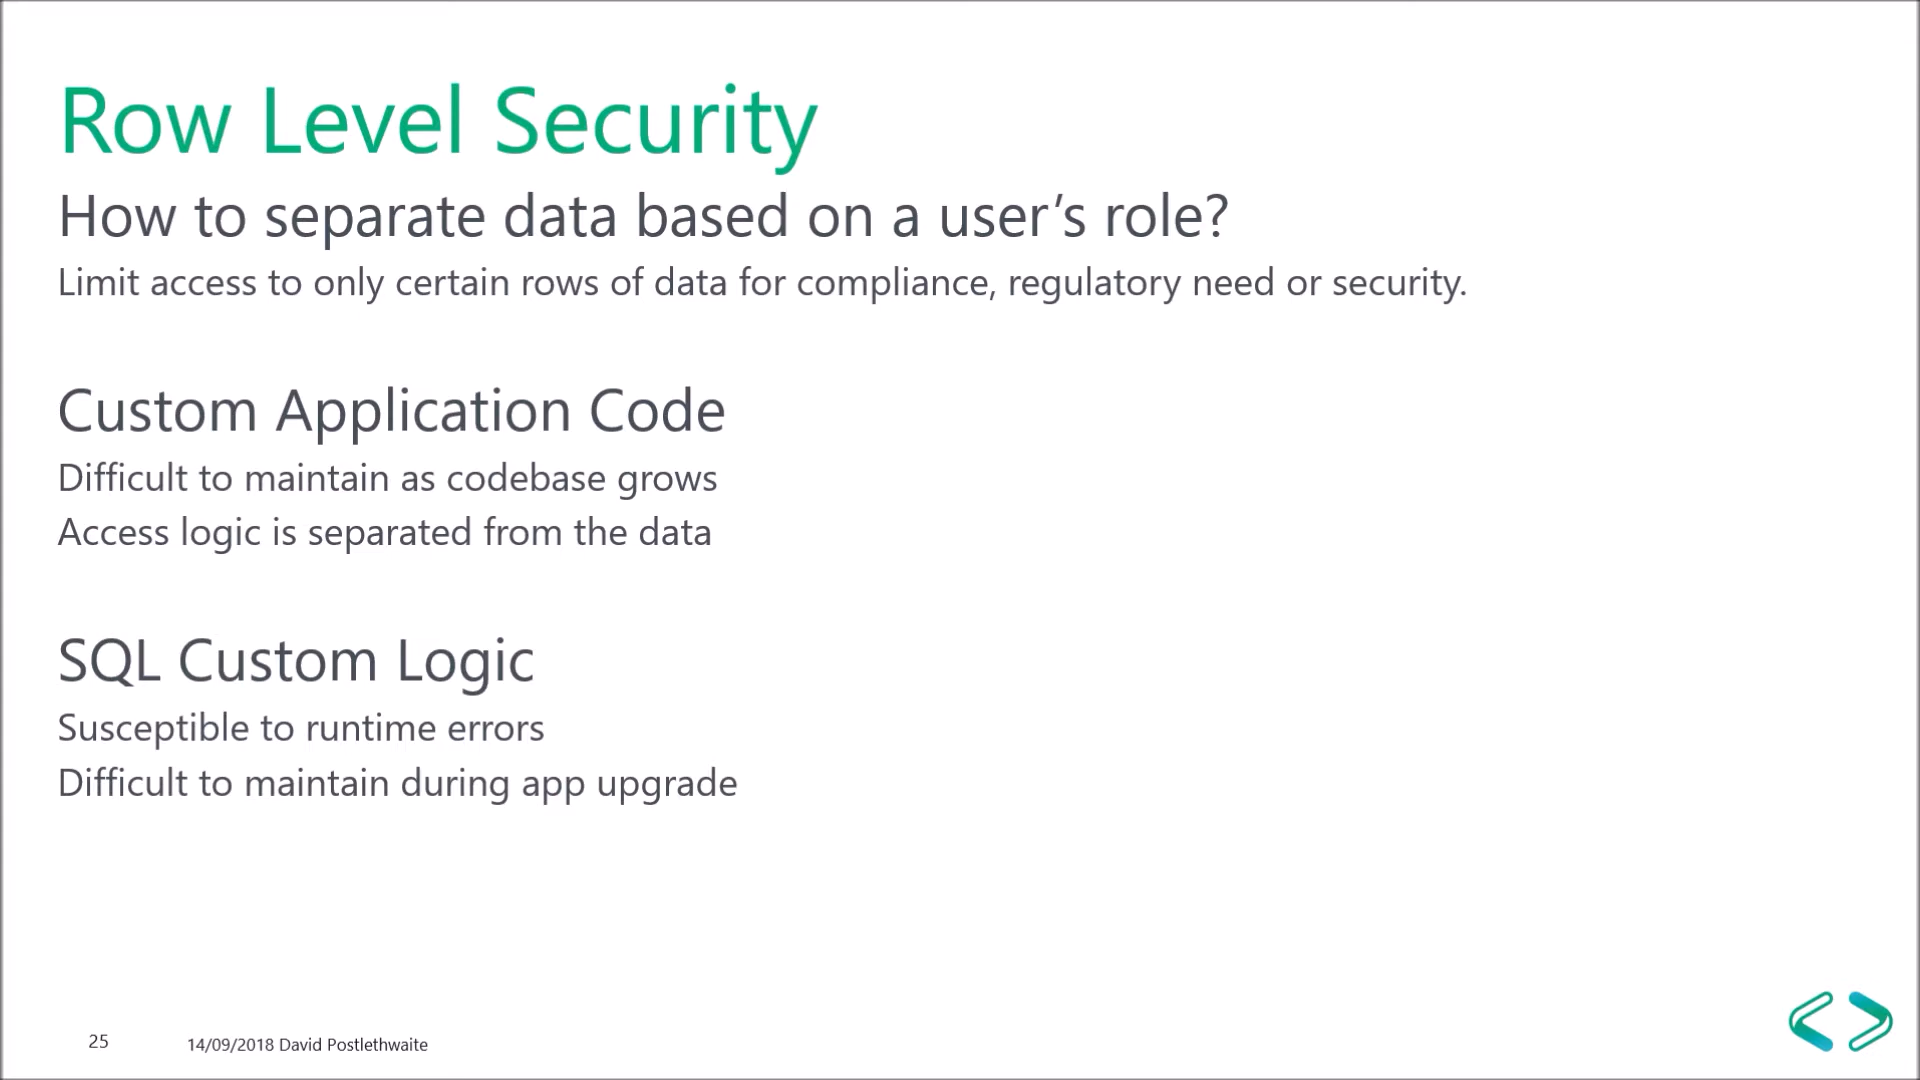 Row Level Security
How to separate data based on a user’s role?
Limit access to only certain rows of data for compliance, regulatory need or security.
Custom Application Code
Difficult to maintain as codebase grows
Access logic is separated from the data
SQL Custom Logic
Susceptible to runtime errors
Difficult to maintain during app upgrade
25
14/09/2018 David Postlethwaite